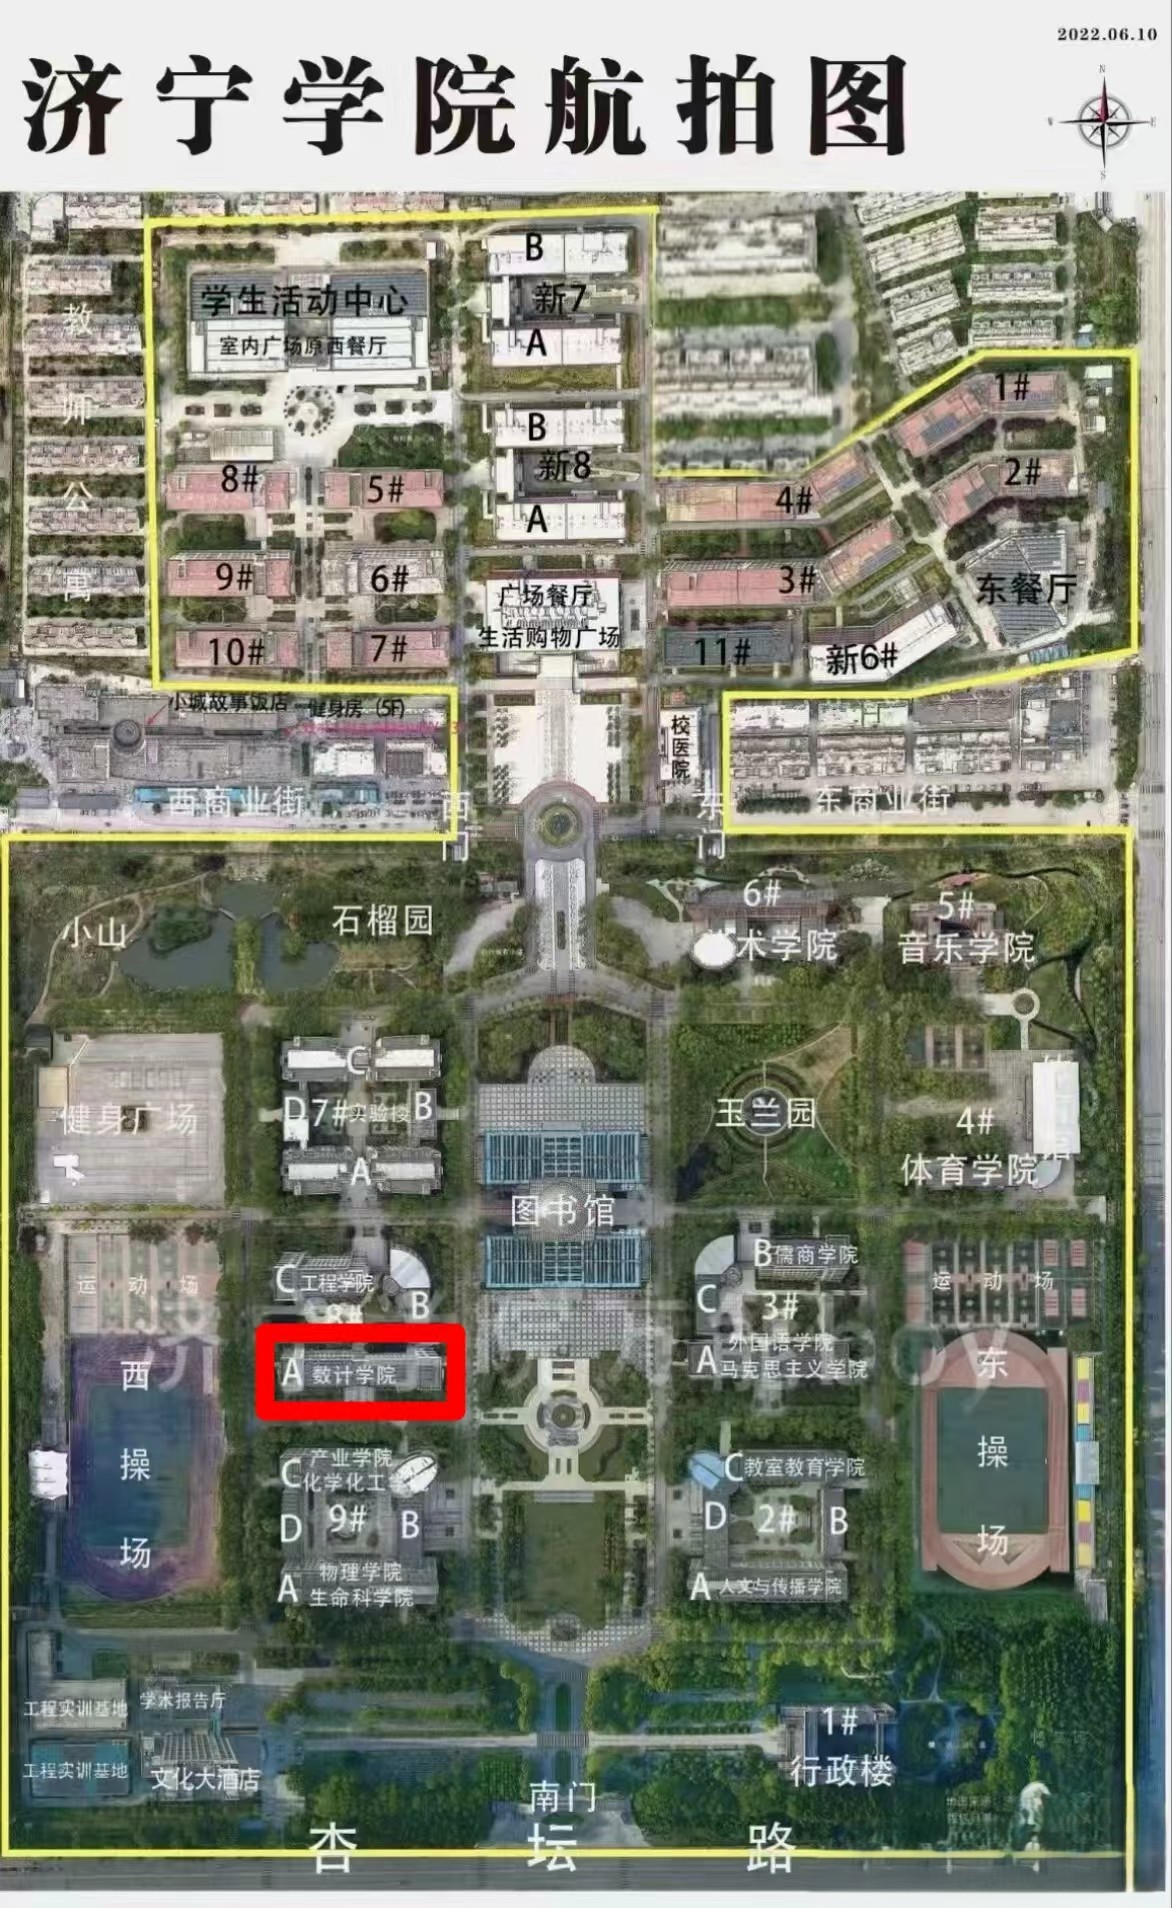 2022.06.10
济宁学院航拍图
N
W
E
S
教师公寓
学生活动中心
室内广场原西餐厅
B
新7
A
B
新8
A
1#
2#
4#
3#
8#
5#
9#
6#
10#
7#
广场餐厅
生活购物广场
东餐厅
11#
新6#
小城故事饭店
健身房（5F）
校医院
西商业街
西门
东门
东商业街
小山
石榴园
6#
术学院
5#
音乐学院
C
D
7#
实验楼
B
A
健身广场
玉兰园
4#
体育学院
图书馆
运动场
C
工程学院
B
8#
A
数计学院
B
儒商学院
C
3#
外国语学院
A
马克思主义学院
运动场
西操场
东操场
产业学院
C
化学化工学
D
9#
B
物理学院
A
生命科学院
C
教室教育学院
D
2#
B
A
人文与传播学院
工程实训基地
学术报告厅
工程实训基地
文化大酒店
1#
行政楼
南门
杏坛路